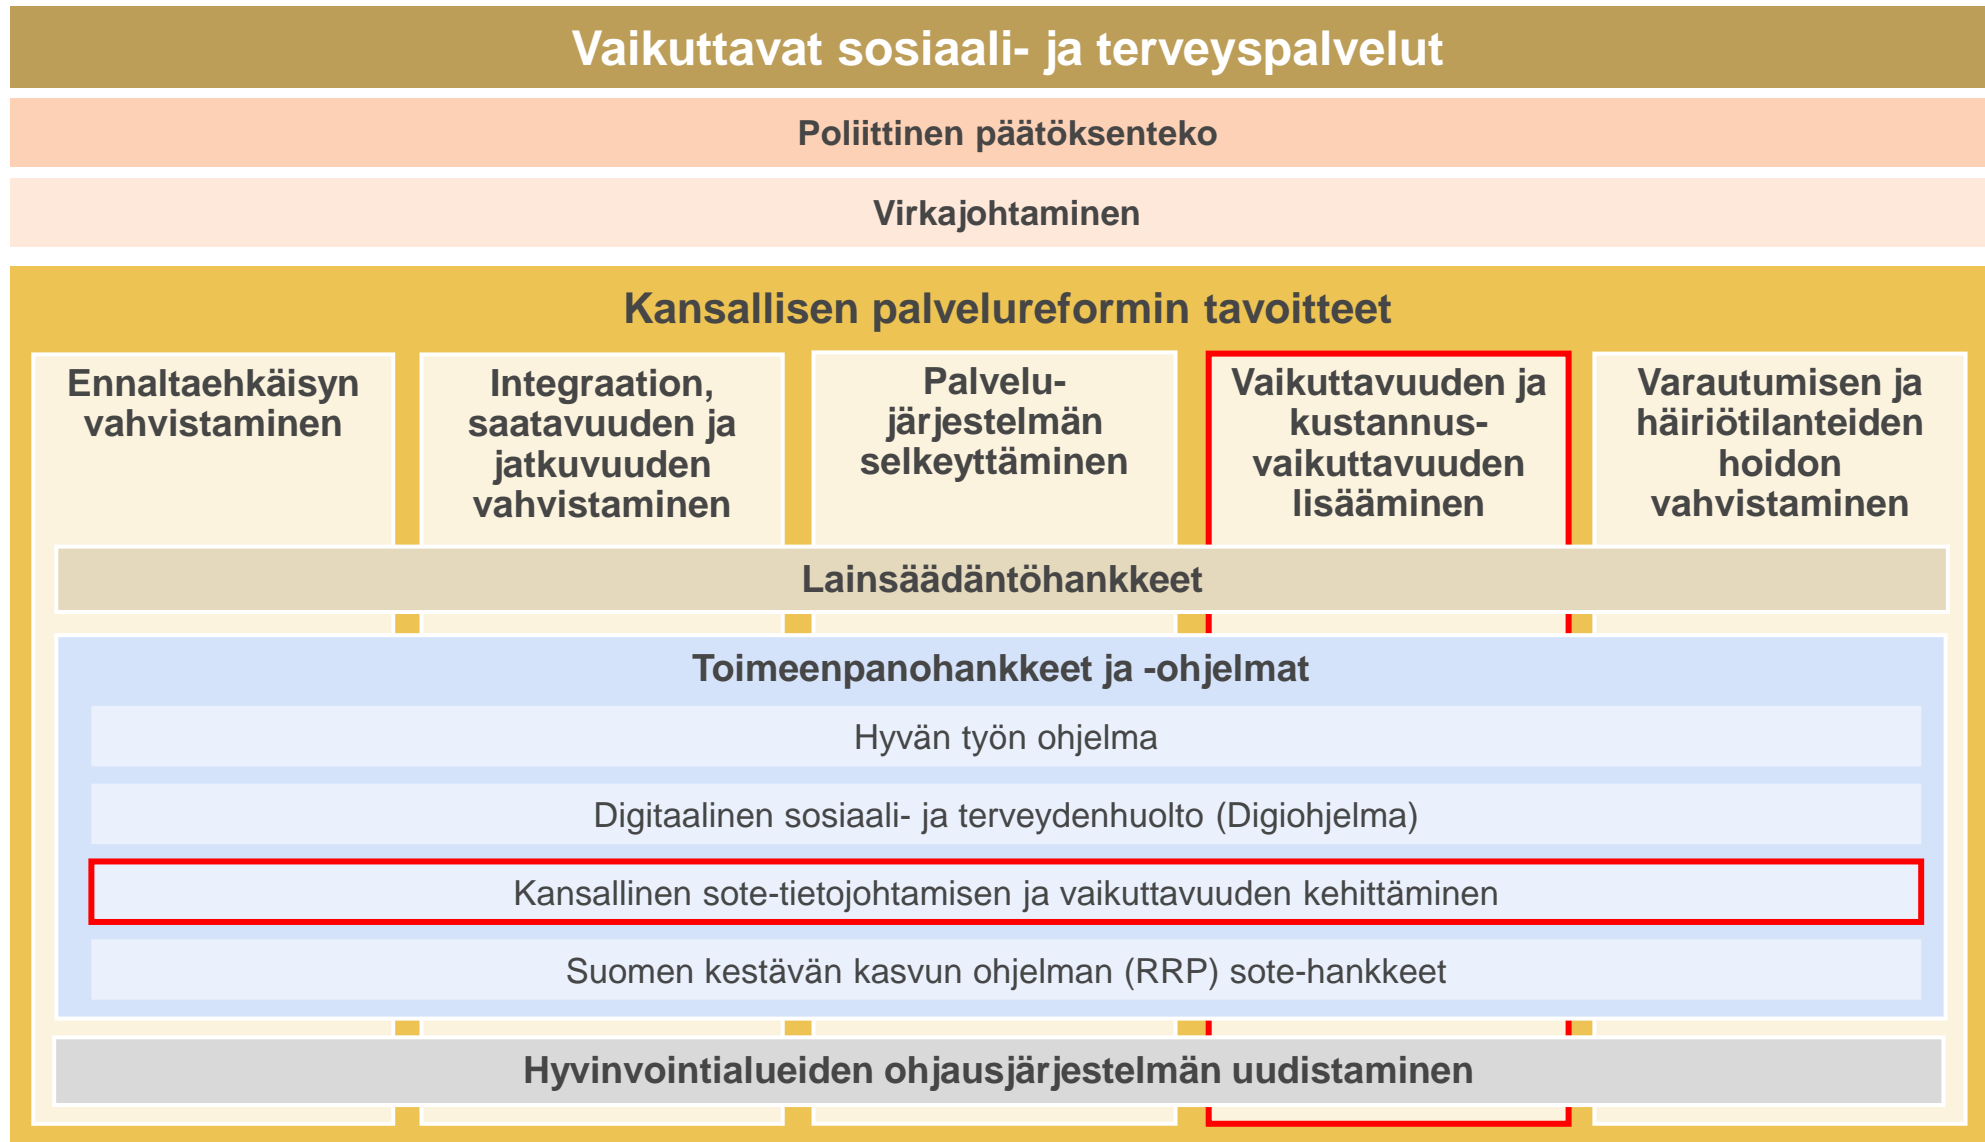 Vaikuttavat sosiaali- ja terveyspalvelut
Poliittinen päätöksenteko
Virkajohtaminen
Kansallisen palvelureformin tavoitteet
Ennaltaehkäisyn
vahvistaminen
Integraation,
saatavuuden ja
jatkuvuuden
vahvistaminen
Palvelu-
järjestelmän
selkeyttäminen
Vaikuttavuuden ja
kustannus-
vaikuttavuuden
lisääminen
Varautumisen ja
häiriötilanteiden
hoidon
vahvistaminen
Lainsäädäntöhankkeet
Toimeenpanohankkeet ja -ohjelmat
Hyvän työn ohjelma
Digitaalinen sosiaali- ja terveydenhuolto (Digiohjelma)
Kansallinen sote-tietojohtamisen ja vaikuttavuuden kehittäminen
Suomen kestävän kasvun ohjelman (RRP) sote-hankkeet
Hyvinvointialueiden ohjausjärjestelmän uudistaminen